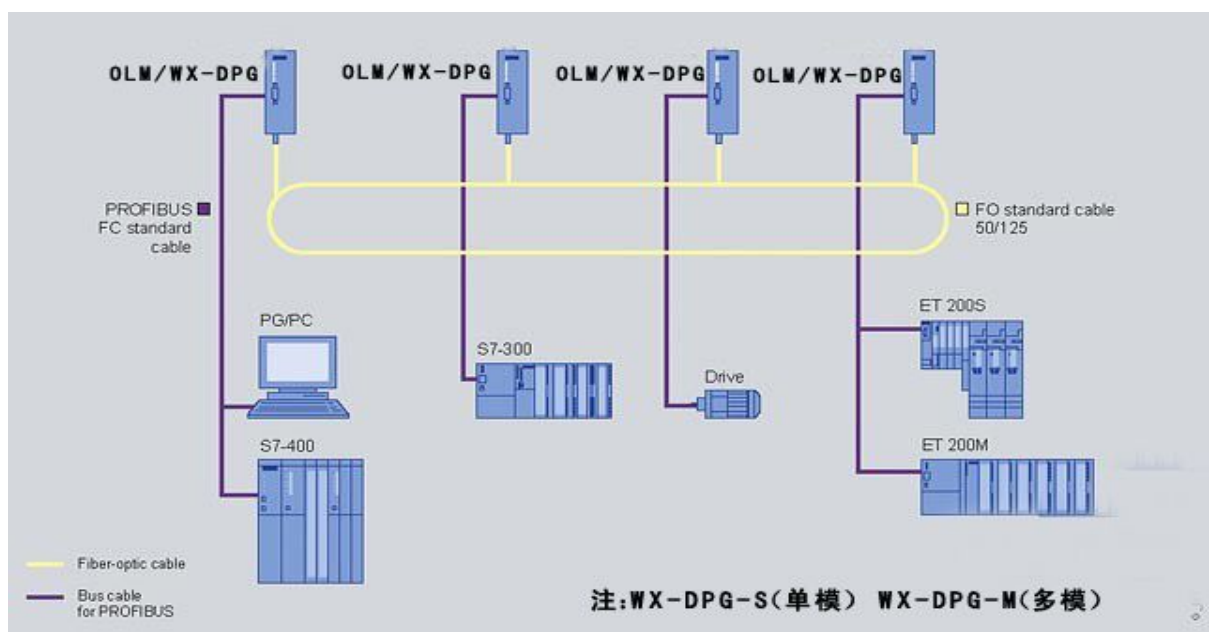 OLM/WX-DPG
OLM/WX-DPG
OLM/WX-DPG
OLM/WX-DPG
PROFIBUS
FC standard
cable
FO standard cable
50/125
PG/PC
S7-300
Drive
ET 200S
S7-400
ET 200M
Fiber-optic cable
Bus cable
for PROFIBUS
注:WX-DPG-S(单模) WX-DPG-M(多模)